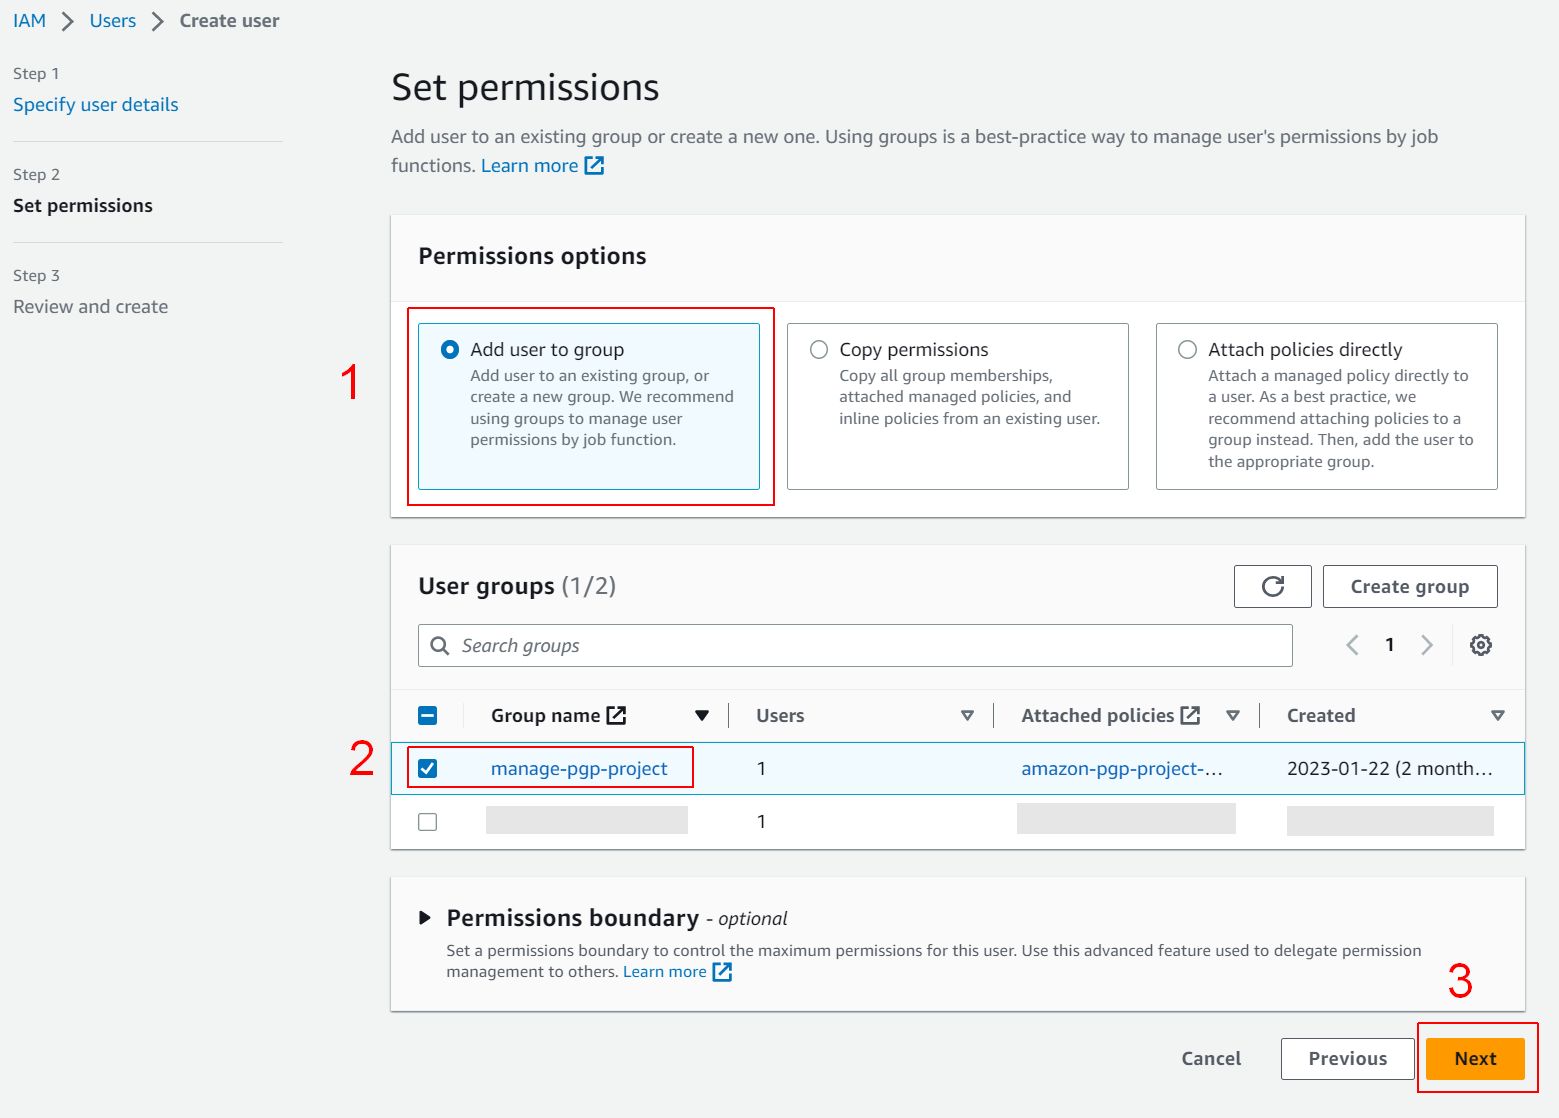 IAM > Users > Create user
Step 1
Specify user details
Step 2
Set permissions
Step 3
Review and create
Set permissions
Add user to an existing group or create a new one. Using groups is a best-practice way to manage user's permissions by job
functions. Learn more
Permissions options
1
Add user to group
Add user to an existing group, or
create a new group. We recommend
using groups to manage user
permissions by job function.
Copy permissions
Copy all group memberships,
attached managed policies, and
inline policies from an existing user.
Attach policies directly
Attach a managed policy directly to
a user. As a best practice, we
recommend attaching policies to a
group instead. Then, add the user to
the appropriate group.
User groups (1/2)
Create group
Search groups
1
Group name Users Attached policies Created
2
manage-pgp-project 1 amazon-pgp-project-... 2023-01-22 (2 month...
1
Permissions boundary - optional
Set a permissions boundary to control the maximum permissions for this user. Use this advanced feature used to delegate permission
management to others. Learn more
3
Cancel Previous Next